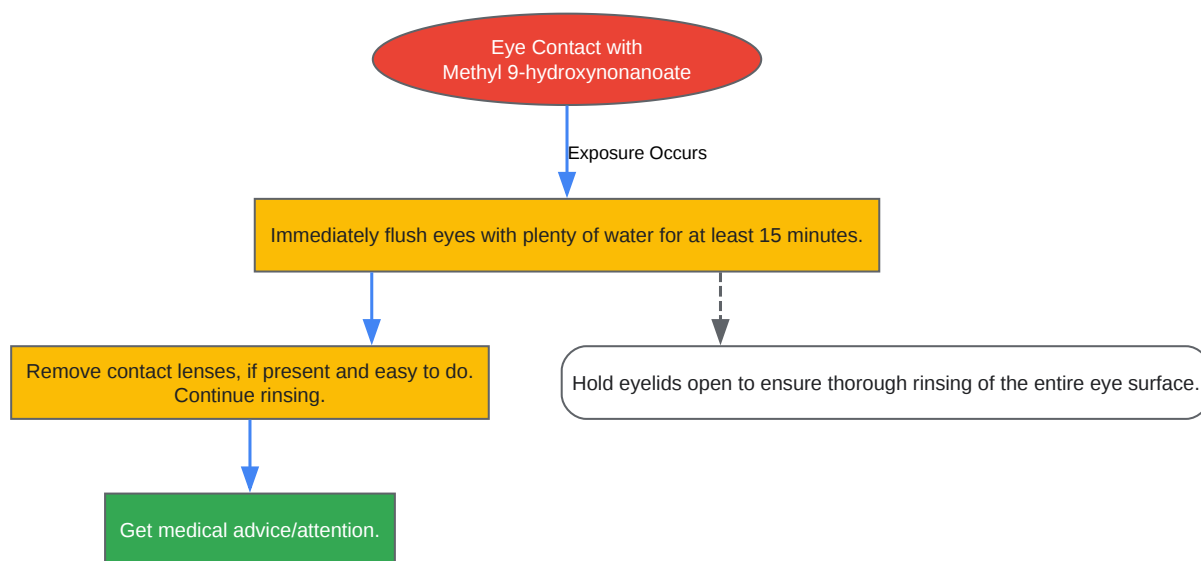 Eye Contact with
Methyl 9-hydroxynonanoate
Exposure Occurs
Immediately flush eyes with plenty of water for at least 15 minutes.
Remove contact lenses, if present and easy to do.
Continue rinsing.
Hold eyelids open to ensure thorough rinsing of the entire eye surface.
Get medical advice/attention.